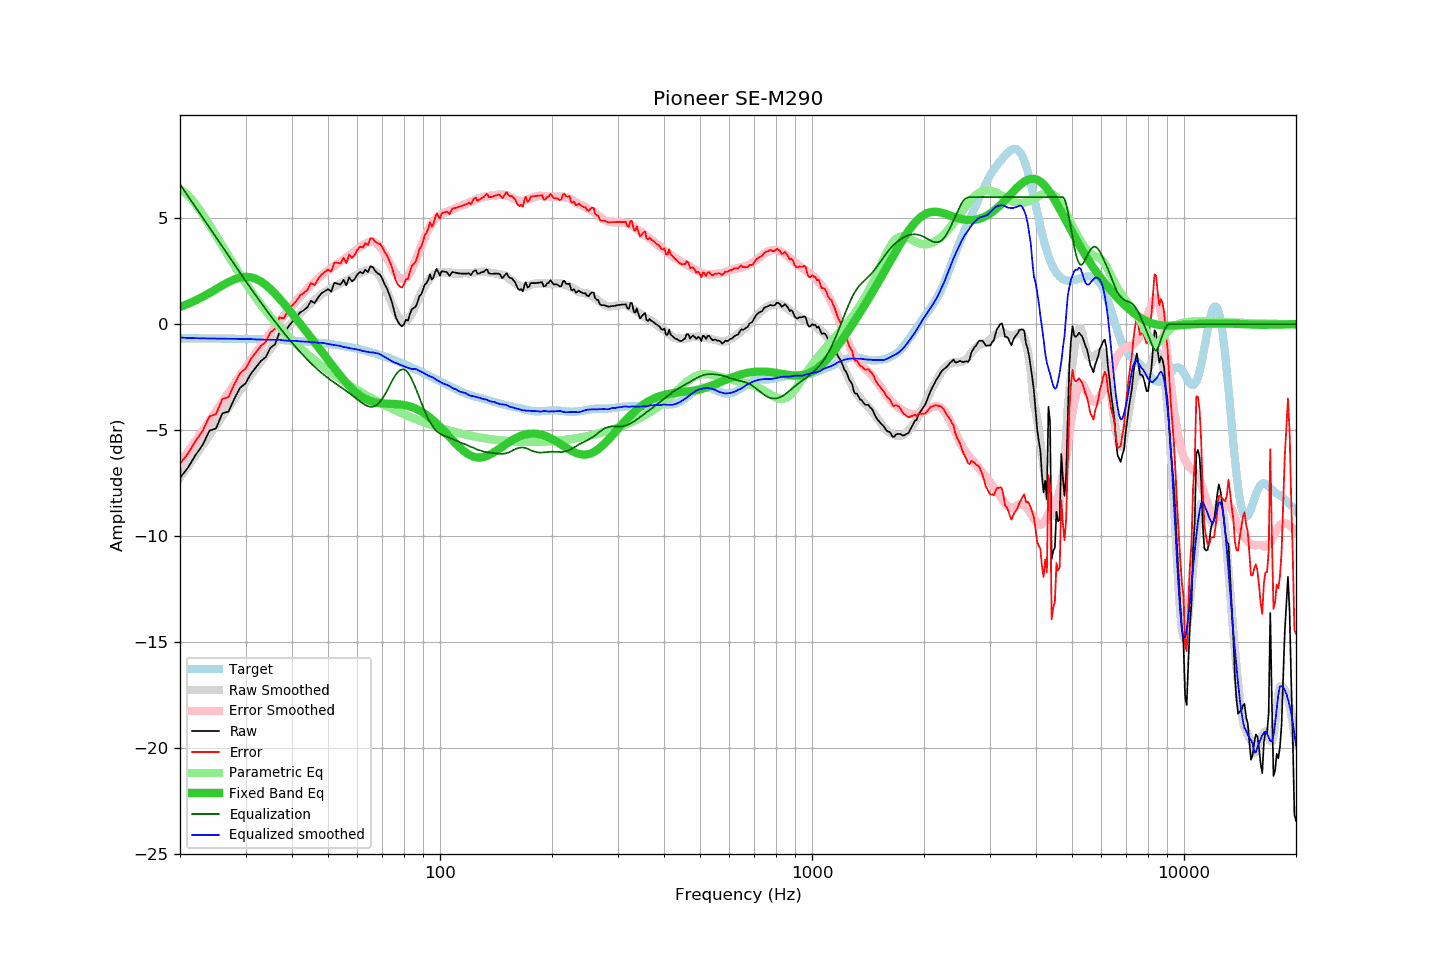 Pioneer SE-M290
Amplitude (dBr)
5
0
−5
−10
−15
−20
−25
Target
Raw Smoothed
Error Smoothed
Raw
Error
Parametric Eq
Fixed Band Eq
Equalization
Equalized smoothed
100
1000
10000
Frequency (Hz)